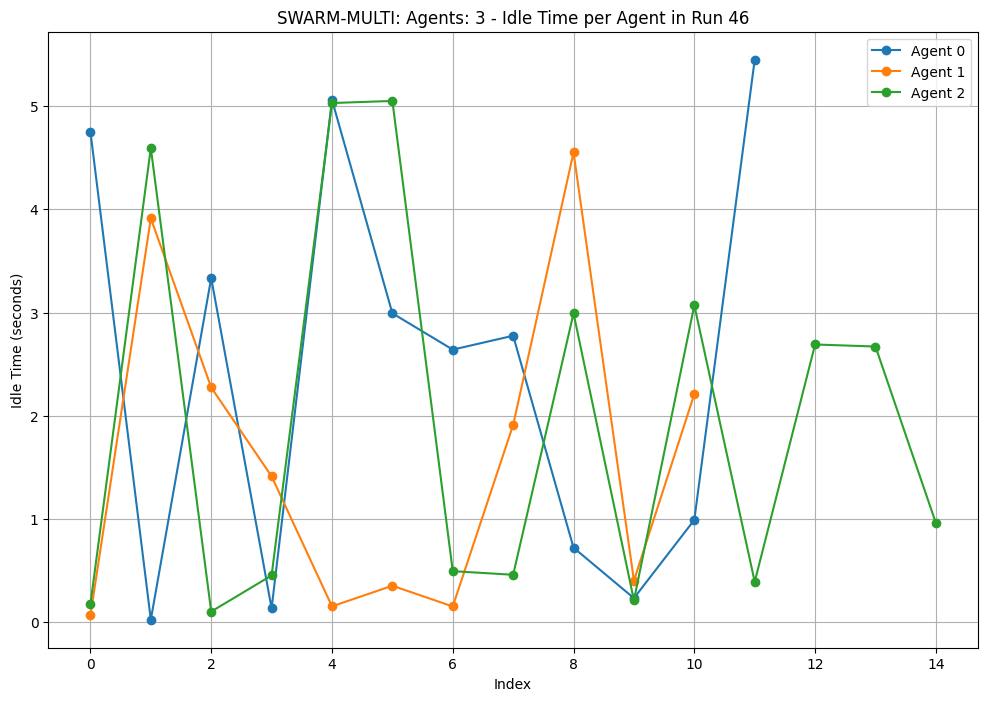 SWARM-MULTI: Agents: 3 - Idle Time per Agent in Run 46
Agent 0
Agent 1
Agent 2
Idle Time (seconds)
5
4
3
2
1
0
0 2 4 6 8 10 12 14
Index